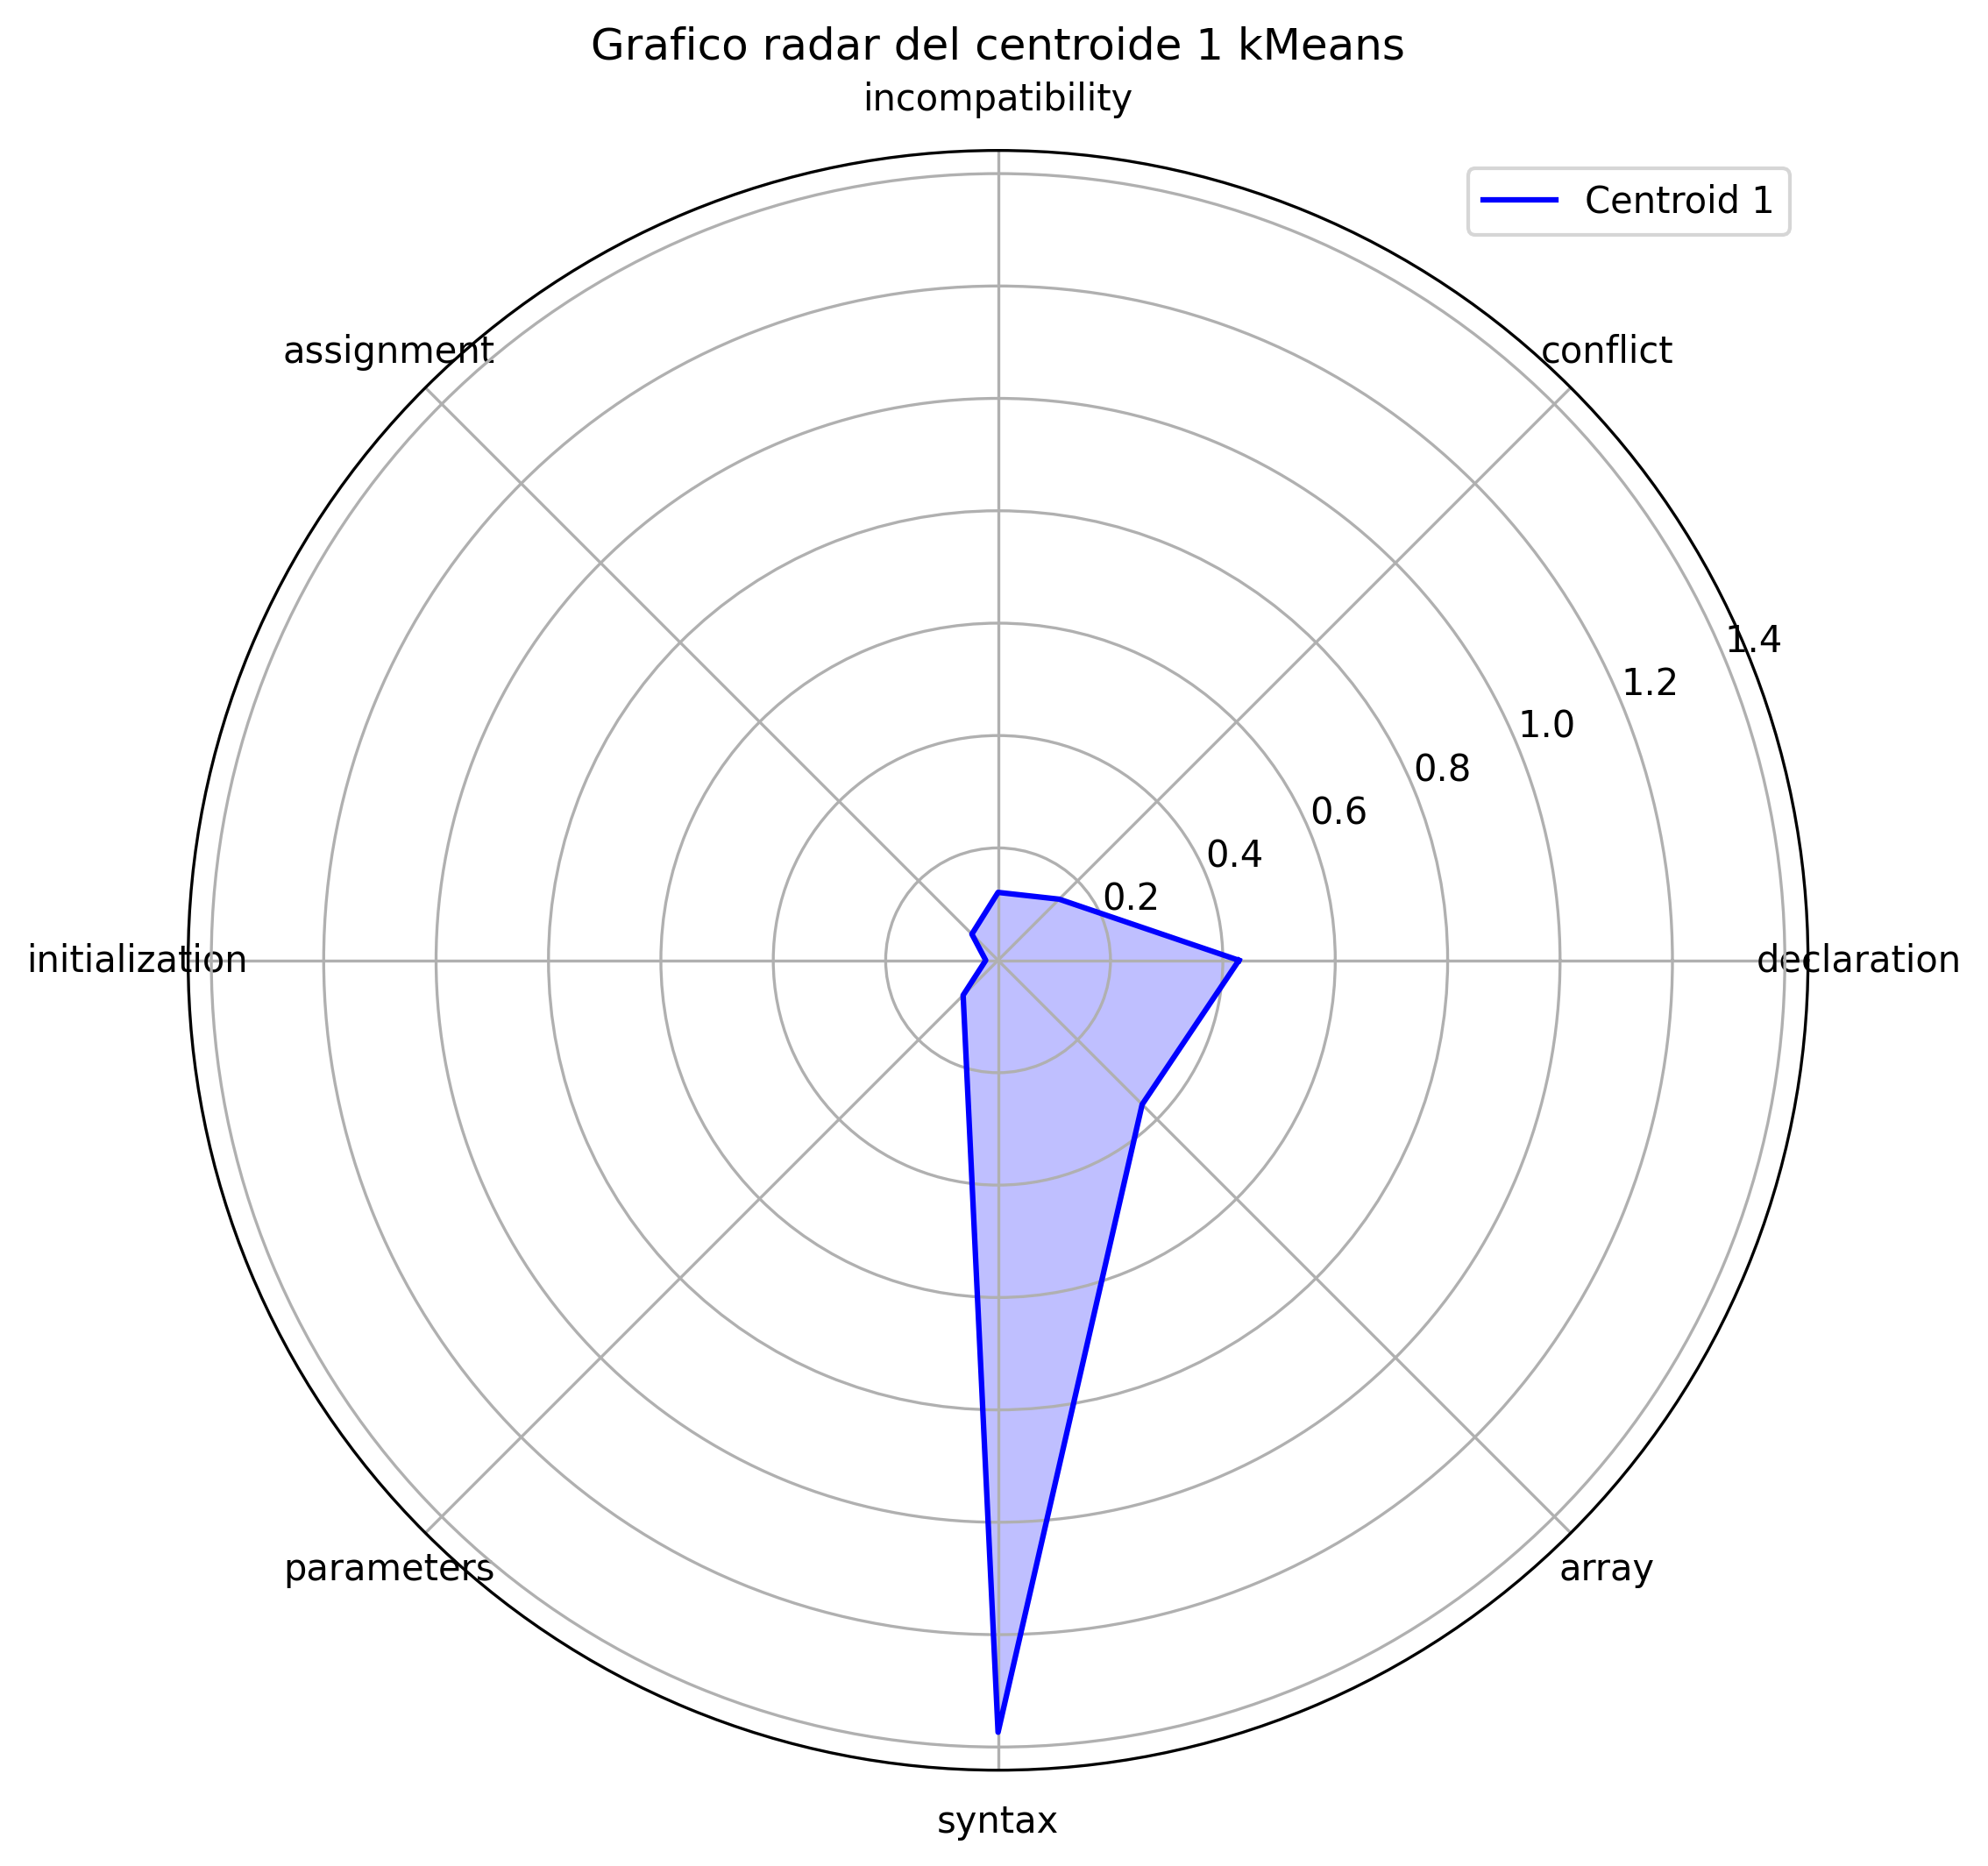 Grafico radar del centroide 1 kMeans
incompatibility
Centroid 1
assignment
conflict
1.4
1.2
1.0
0.8
0.6
0.4
0.2
initialization
declaration
parameters
array
syntax